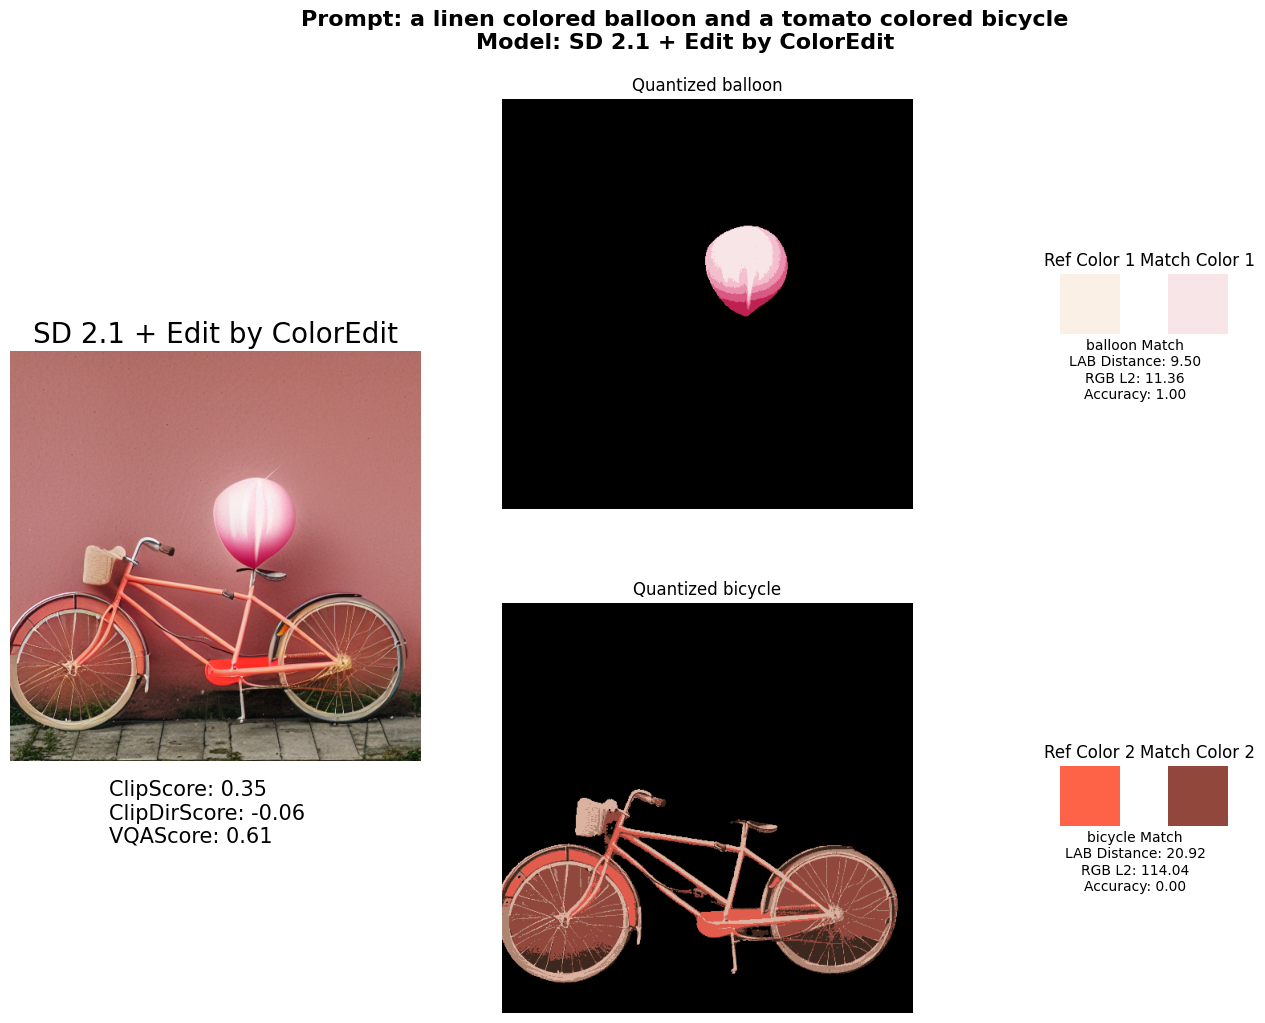 Prompt: a linen colored balloon and a tomato colored bicycle
Model: SD 2.1 + Edit by ColorEdit
Quantized balloon
Ref Color 1 Match Color 1
balloon Match
LAB Distance: 9.50
RGB L2: 11.36
Accuracy: 1.00
SD 2.1 + Edit by ColorEdit
ClipScore: 0.35
ClipDirScore: -0.06
VQAScore: 0.61
Quantized bicycle
Ref Color 2 Match Color 2
bicycle Match
LAB Distance: 20.92
RGB L2: 114.04
Accuracy: 0.00